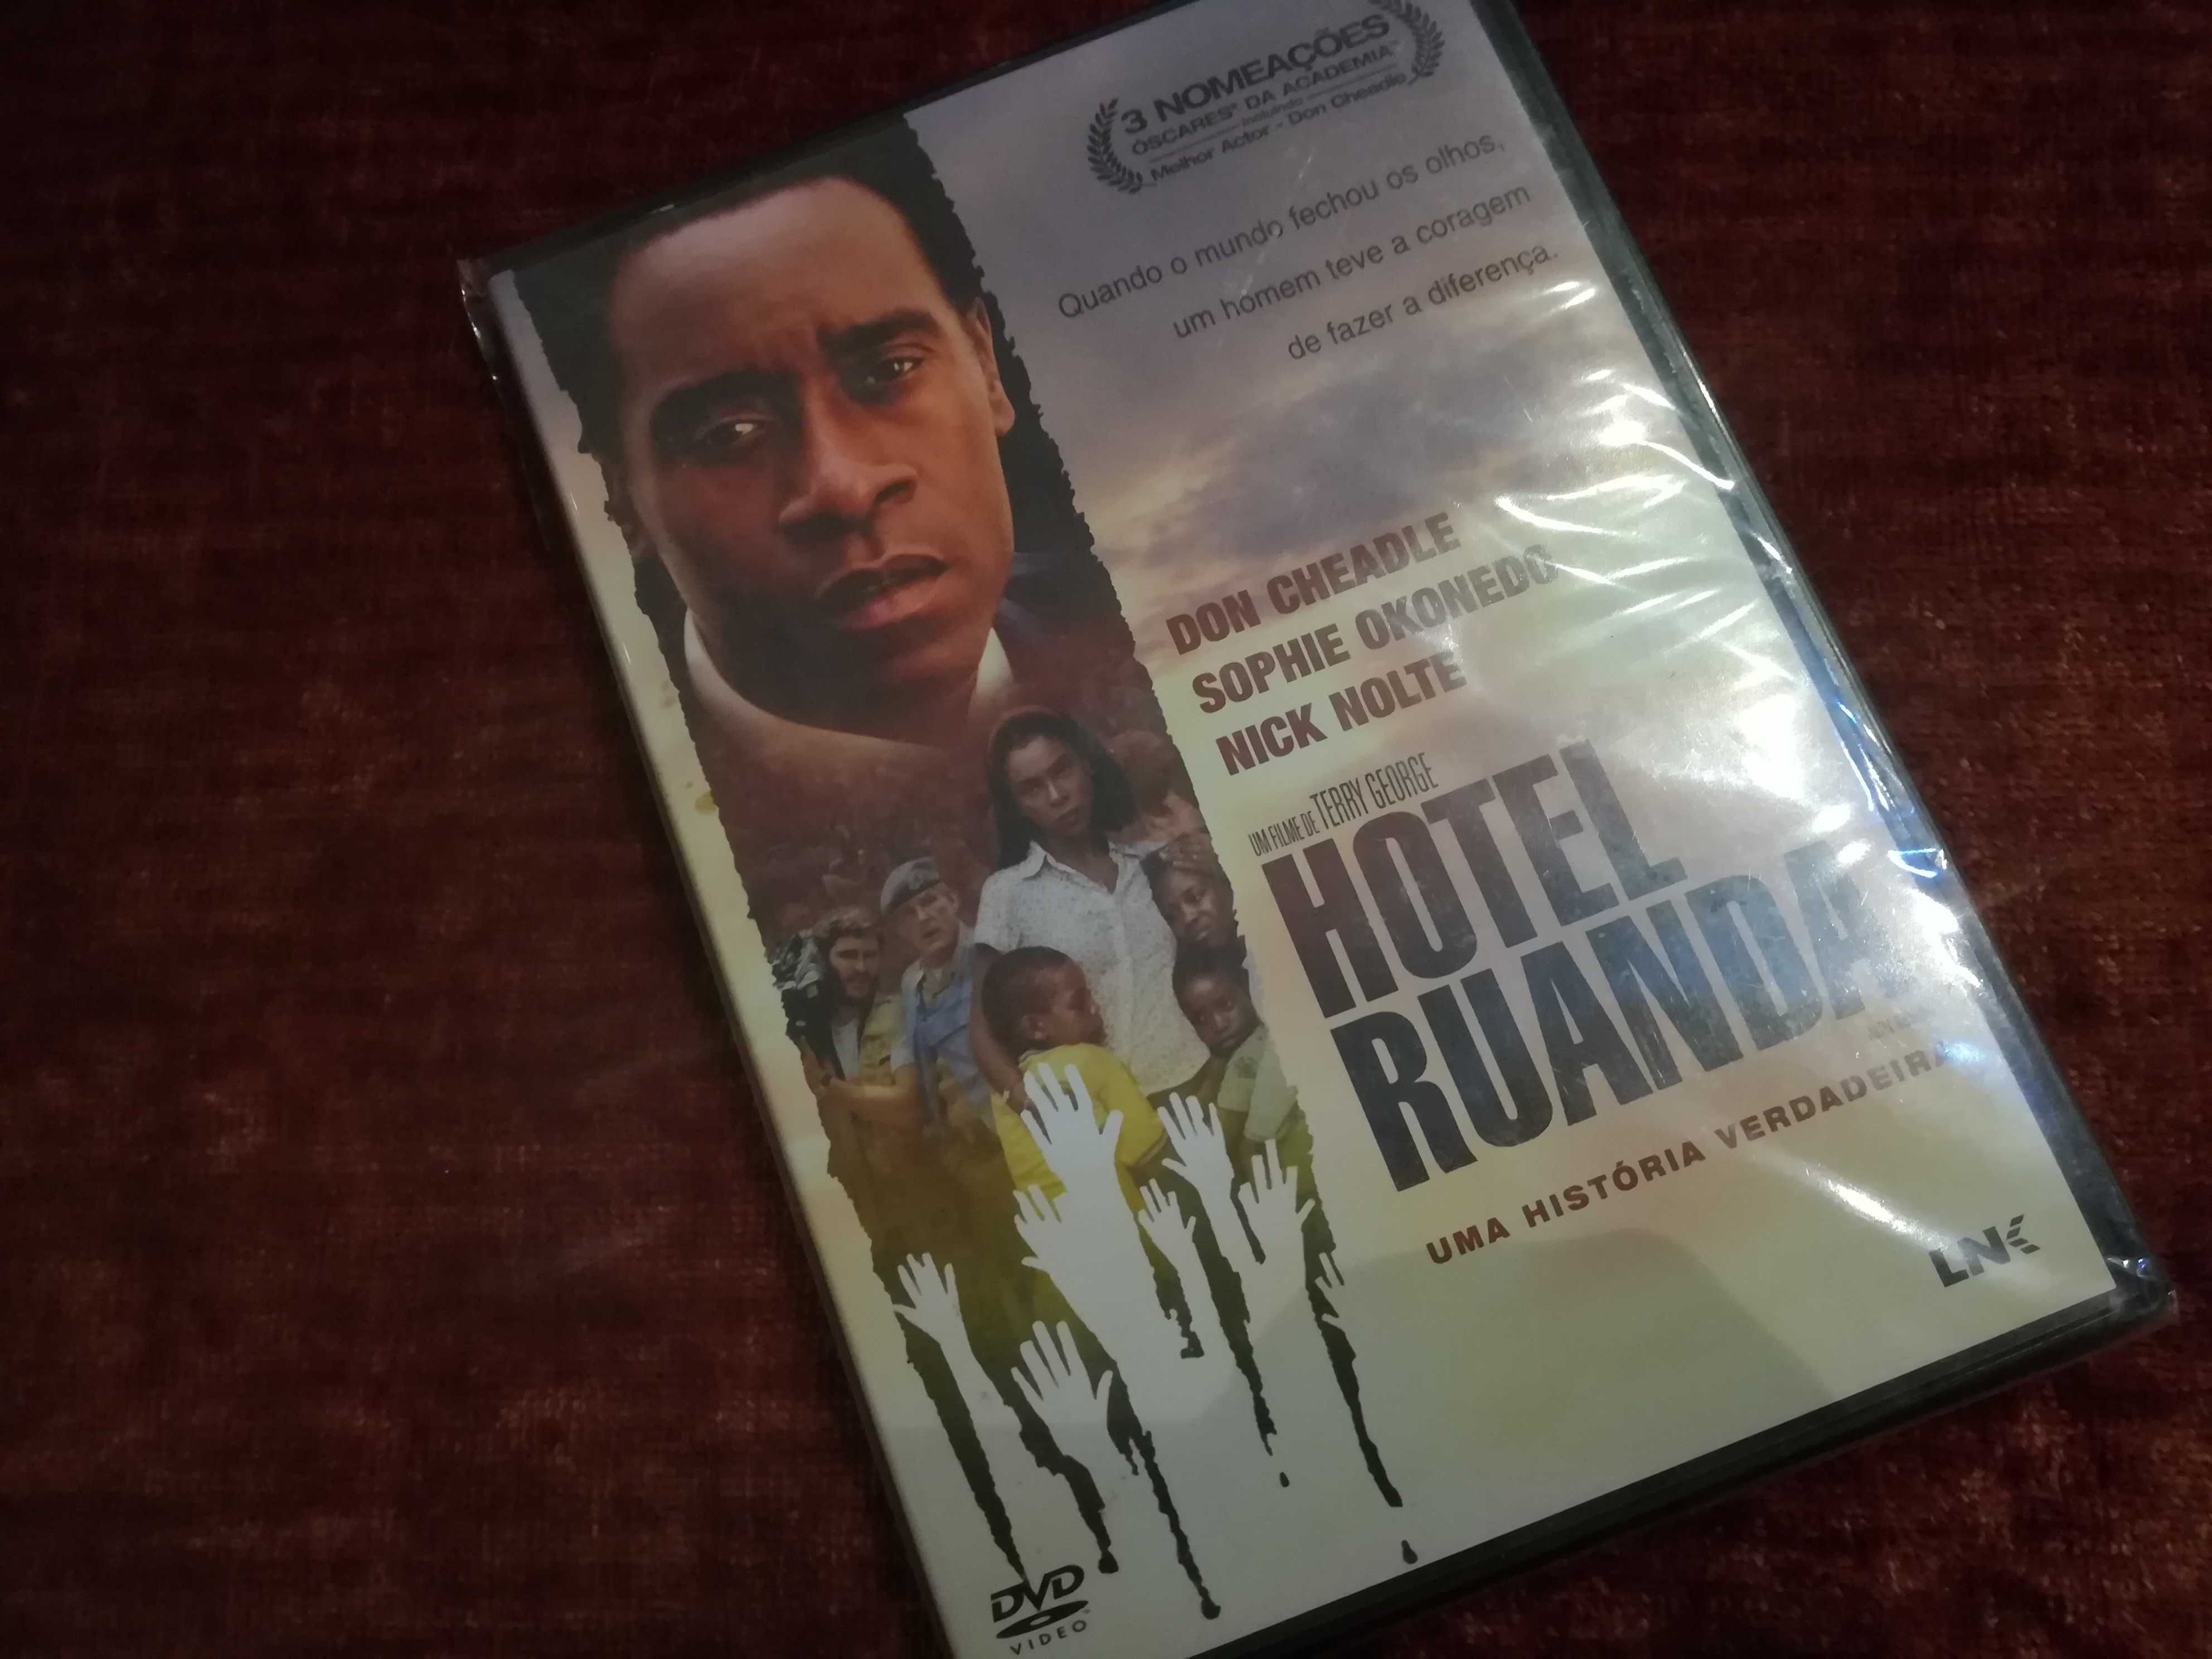 3 NOMEAÇÕES
ÓSCARES® DA ACADEMIA
incluindo
Melhor Actor - Don Cheadle
Quando o mundo fechou os olhos,
um homem teve a coragem
de fazer a diferença.
DON CHEADLE
SOPHIE OKONEDO
NICK NOLTE
UM FILME DE TERRY GEORGE
HOTEL
RUANDA
UMA HISTÓRIA VERDADEIRA
LNK
DVD
VIDEO